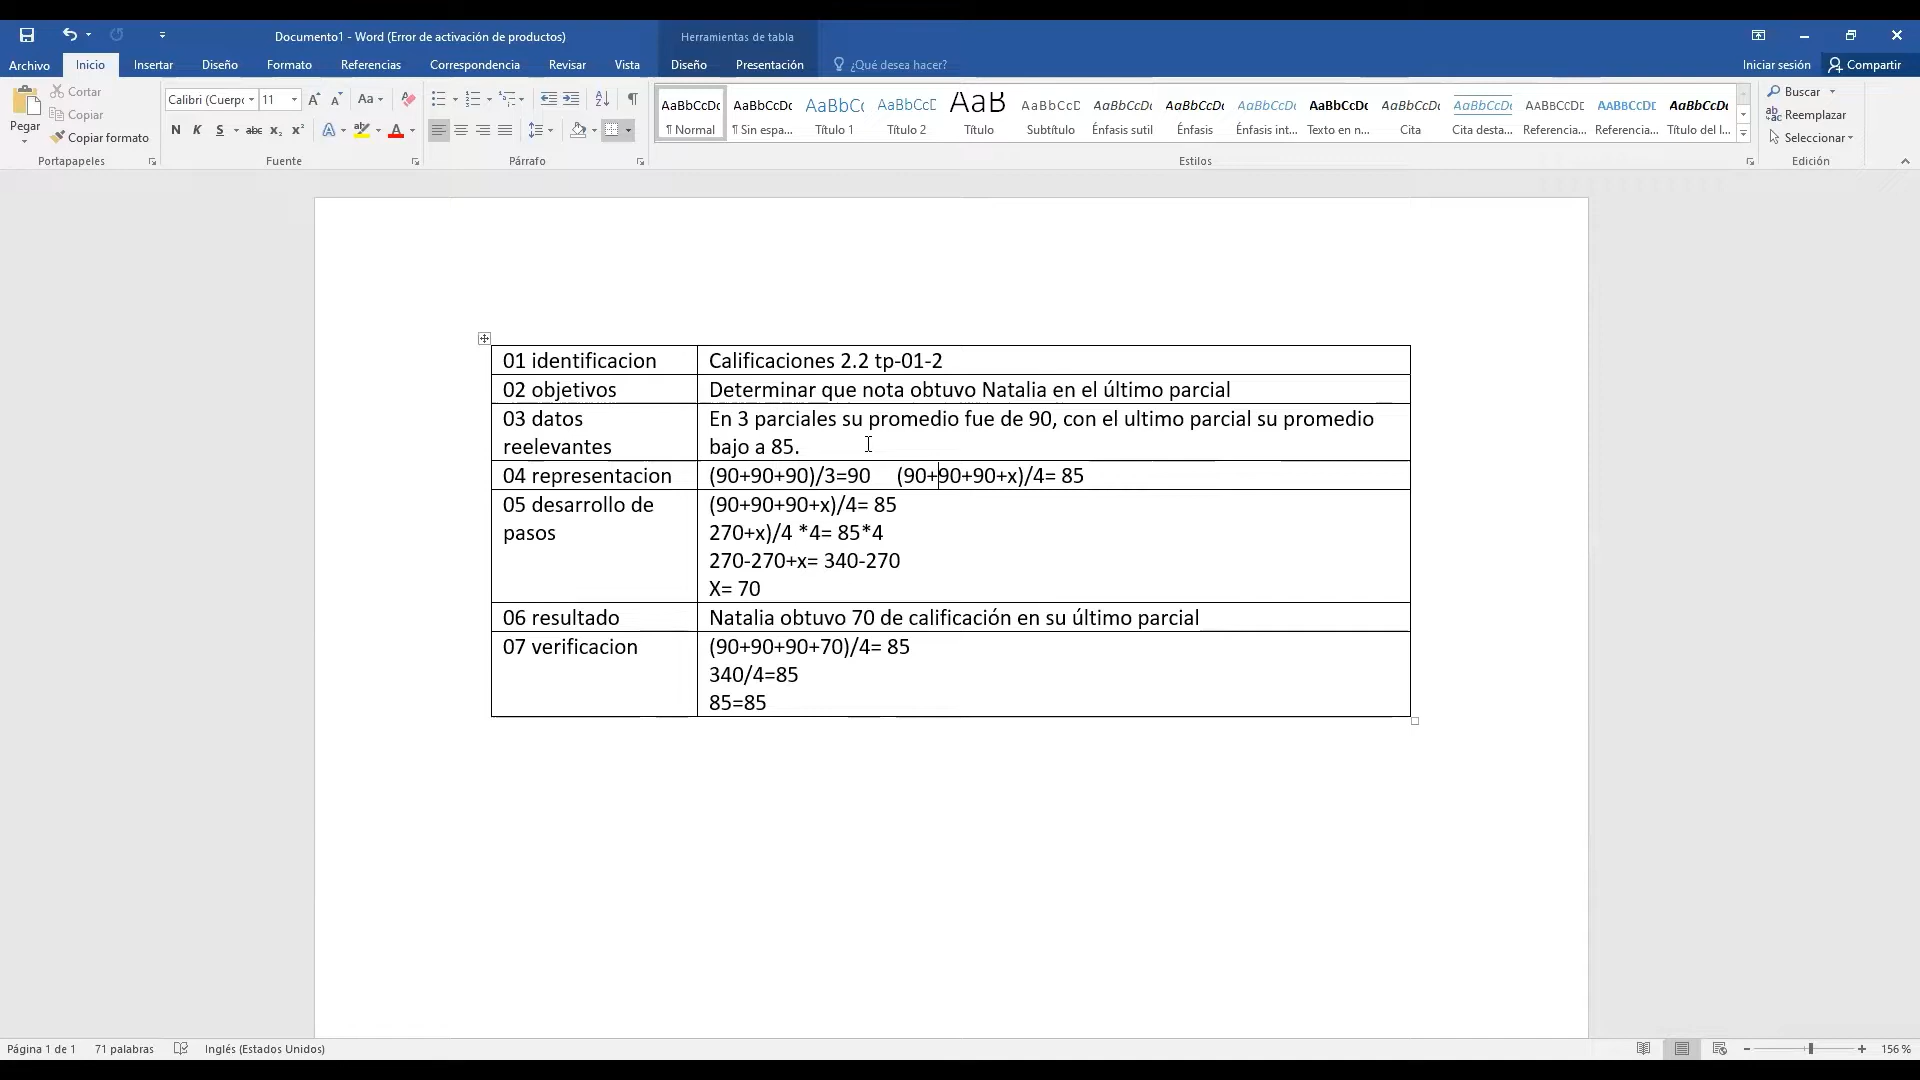 Documento1 - Word (Error de activación de productos)
Herramientas de tabla
Archivo Inicio Insertar Diseño Formato Referencias Correspondencia Revisar Vista Diseño Presentación ¿Qué desea hacer? Iniciar sesión Compartir
Pegar
Cortar
Copiar
Copiar formato
Portapapeles
Calibri (Cuerpo 11
Aa
N K S abc x₂ x²
Fuente
Párrafo
AaBbCcDc AaBbCcDc AaBbCc AaBbCcD AaB AaBbCcD AaBbCcDc AaBbCcDc AaBbCcDc AaBbCcDc AaBbCcDc AaBbCcDc AABBCCDD AABBCCDD AaBbCcDc
¶ Normal ¶ Sin espa... Título 1 Título 2 Título Subtítulo Énfasis sutil Énfasis Énfasis int... Texto en n... Cita Cita desta... Referencia... Referencia... Título del l...
Estilos
Buscar
Reemplazar
Seleccionar
Edición
01 identificacion
Calificaciones 2.2 tp-01-2
02 objetivos
Determinar que nota obtuvo Natalia en el último parcial
03 datos
reelevantes
En 3 parciales su promedio fue de 90, con el ultimo parcial su promedio
bajo a 85.
04 representacion
(90+90+90)/3=90 (90+90+90+x)/4= 85
05 desarrollo de
pasos
(90+90+90+x)/4= 85
270+x)/4 *4= 85*4
270-270+x= 340-270
X= 70
06 resultado
Natalia obtuvo 70 de calificación en su último parcial
07 verificacion
(90+90+90+70)/4= 85
340/4=85
85=85
Página 1 de 1 71 palabras Inglés (Estados Unidos) 156 %